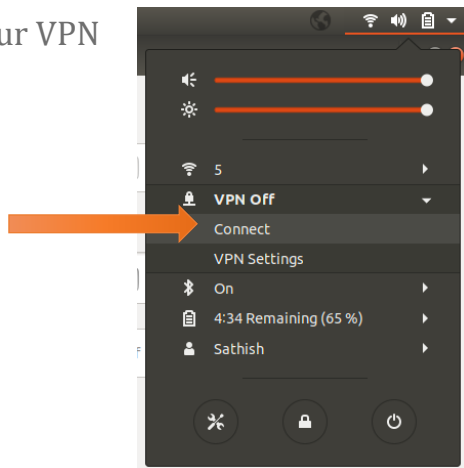 ur VPN
5
VPN Off
Connect
VPN Settings
On
4:34 Remaining (65 %)
Sathish